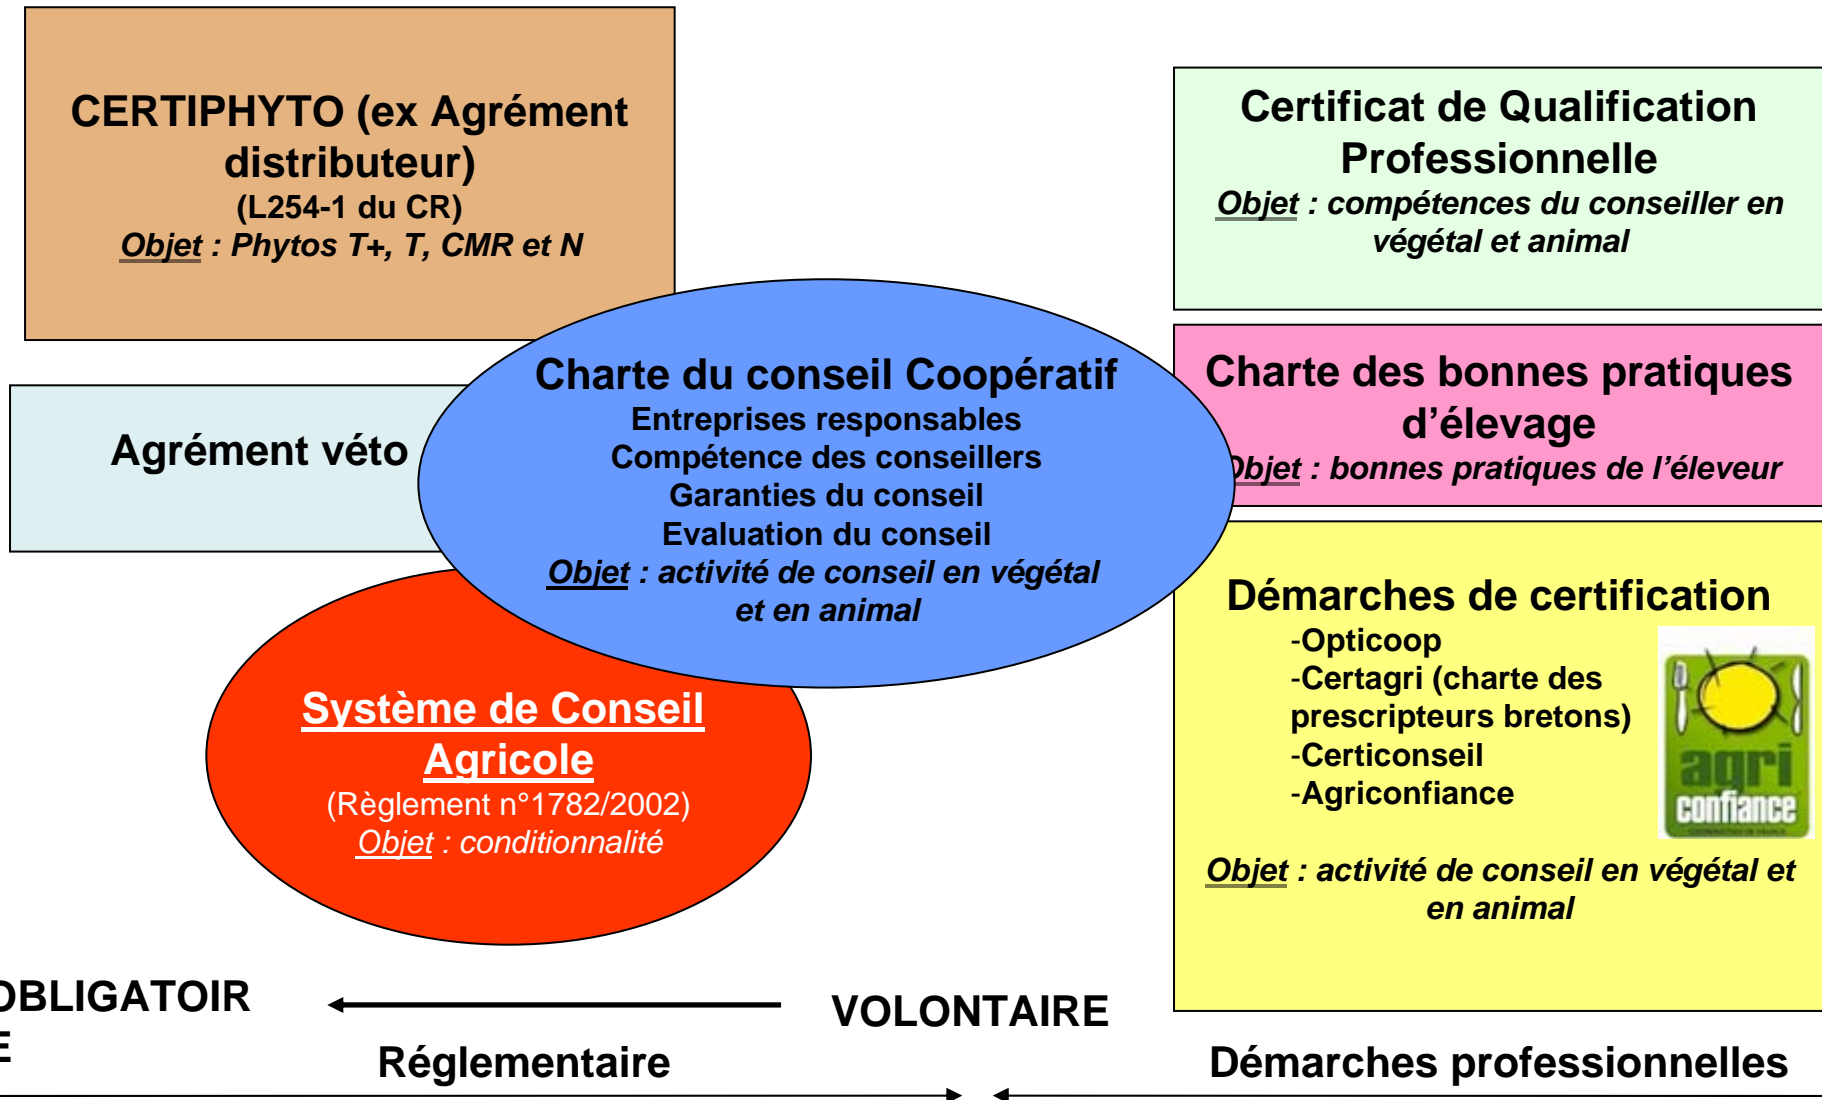 CERTIPHYTO (ex Agrément
distributeur)
(L254-1 du CR)
Objet : Phytos T+, T, CMR et N
Certificat de Qualification
Professionnelle
Objet : compétences du conseiller en
végétal et animal
Agrément véto
Charte du conseil Coopératif
Entreprises responsables
Compétence des conseillers
Garanties du conseil
Evaluation du conseil
Objet : activité de conseil en végétal
et en animal
Charte des bonnes pratiques
d’élevage
Objet : bonnes pratiques de l’éleveur
Système de Conseil
Agricole
(Règlement n°1782/2002)
Objet : conditionnalité
Démarches de certification
-Opticoop
-Certagri (charte des
prescripteurs bretons)
-Certiconseil
-Agriconfiance
agri
confiance
Objet : activité de conseil en végétal et
en animal
OBLIGATOIR
E
VOLONTAIRE
Réglementaire
Démarches professionnelles